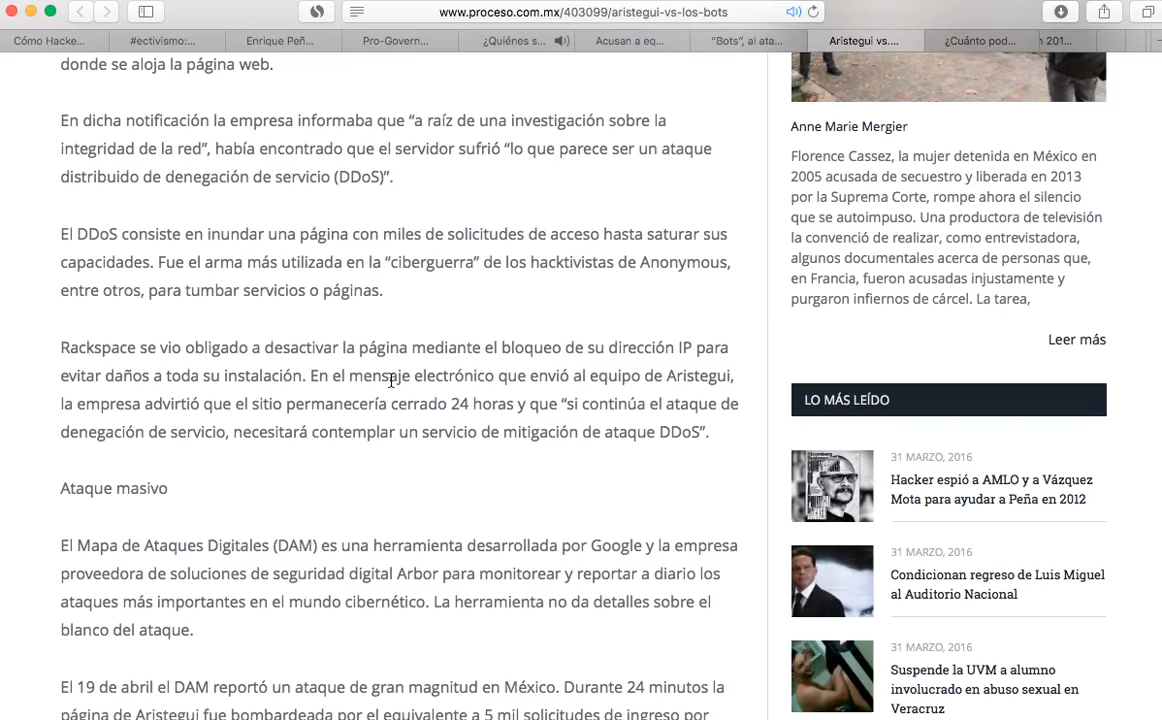 www.proceso.com.mx/403099/aristegui-vs-los-bots
Cómo Hacke...
#ectivismo:...
Enrique Peñ...
Pro-Govern...
¿Quiénes s...
Acusan a eq...
"Bots", al ata...
Aristegui vs....
¿Cuánto pod...
n 201...
donde se aloja la página web.
En dicha notificación la empresa informaba que “a raíz de una investigación sobre la
integridad de la red”, había encontrado que el servidor sufrió “lo que parece ser un ataque
distribuido de denegación de servicio (DDoS)”.
El DDoS consiste en inundar una página con miles de solicitudes de acceso hasta saturar sus
capacidades. Fue el arma más utilizada en la “ciberguerra” de los hacktivistas de Anonymous,
entre otros, para tumbar servicios o páginas.
Rackspace se vio obligado a desactivar la página mediante el bloqueo de su dirección IP para
evitar daños a toda su instalación. En el mensaje electrónico que envió al equipo de Aristegui,
la empresa advirtió que el sitio permanecería cerrado 24 horas y que “si continúa el ataque de
denegación de servicio, necesitará contemplar un servicio de mitigación de ataque DDoS”.
Ataque masivo
El Mapa de Ataques Digitales (DAM) es una herramienta desarrollada por Google y la empresa
proveedora de soluciones de seguridad digital Arbor para monitorear y reportar a diario los
ataques más importantes en el mundo cibernético. La herramienta no da detalles sobre el
blanco del ataque.
El 19 de abril el DAM reportó un ataque de gran magnitud en México. Durante 24 minutos la
página de Aristegui fue bombardeada por el equivalente a 5 mil solicitudes de ingreso por
Anne Marie Mergier
Florence Cassez, la mujer detenida en México en
2005 acusada de secuestro y liberada en 2013
por la Suprema Corte, rompe ahora el silencio
que se autoimpuso. Una productora de televisión
la convenció de realizar, como entrevistadora,
algunos documentales acerca de personas que,
en Francia, fueron acusadas injustamente y
purgaron infiernos de cárcel. La tarea,
Leer más
LO MÁS LEÍDO
31 MARZO, 2016
Hacker espió a AMLO y a Vázquez
Mota para ayudar a Peña en 2012
31 MARZO, 2016
Condicionan regreso de Luis Miguel
al Auditorio Nacional
31 MARZO, 2016
Suspende la UVM a alumno
involucrado en abuso sexual en
Veracruz